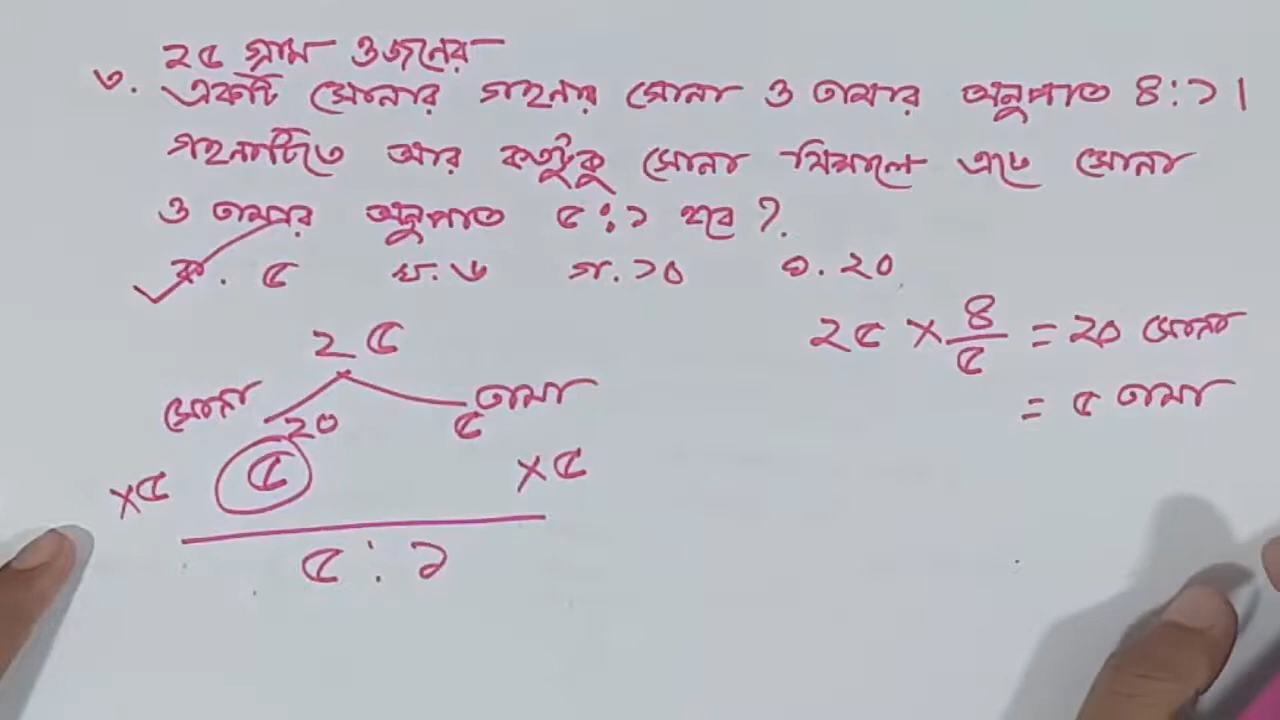 ২৫ গ্রাম ওজনের
৩. একটি সোনার গহনার সোনা ও তামার অনুপাত ৪:১।
গহনাটিতে আর কতটুকু সোনা মিশালে এতে সোনা
ও তামার অনুপাত ৫:১ হবে?
ক. ৫ খ. ৬ গ. ১০ ঘ. ২০
২৫
২৫ × ৪/৫ = ২০ সোনা
= ৫ তামা
সোনা ২০ ৫ তামা
×৫ ৫ ×৫
৫ : ১